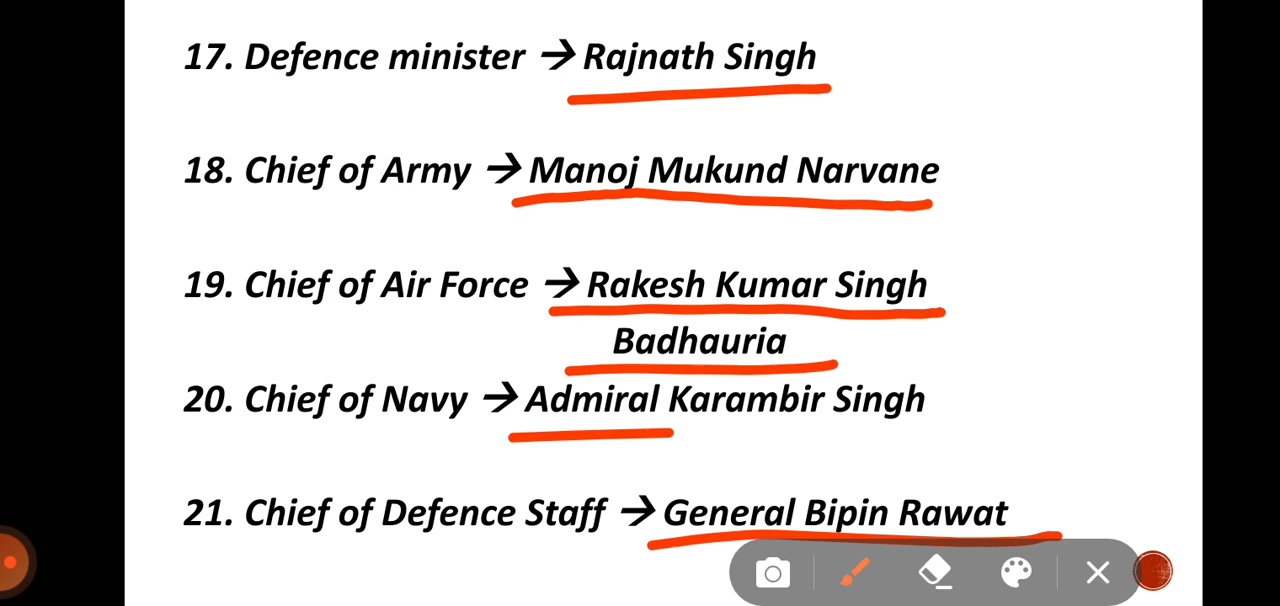 17. Defence minister → Rajnath Singh
18. Chief of Army → Manoj Mukund Narvane
19. Chief of Air Force → Rakesh Kumar Singh
Badhauria
20. Chief of Navy → Admiral Karambir Singh
21. Chief of Defence Staff → General Bipin Rawat